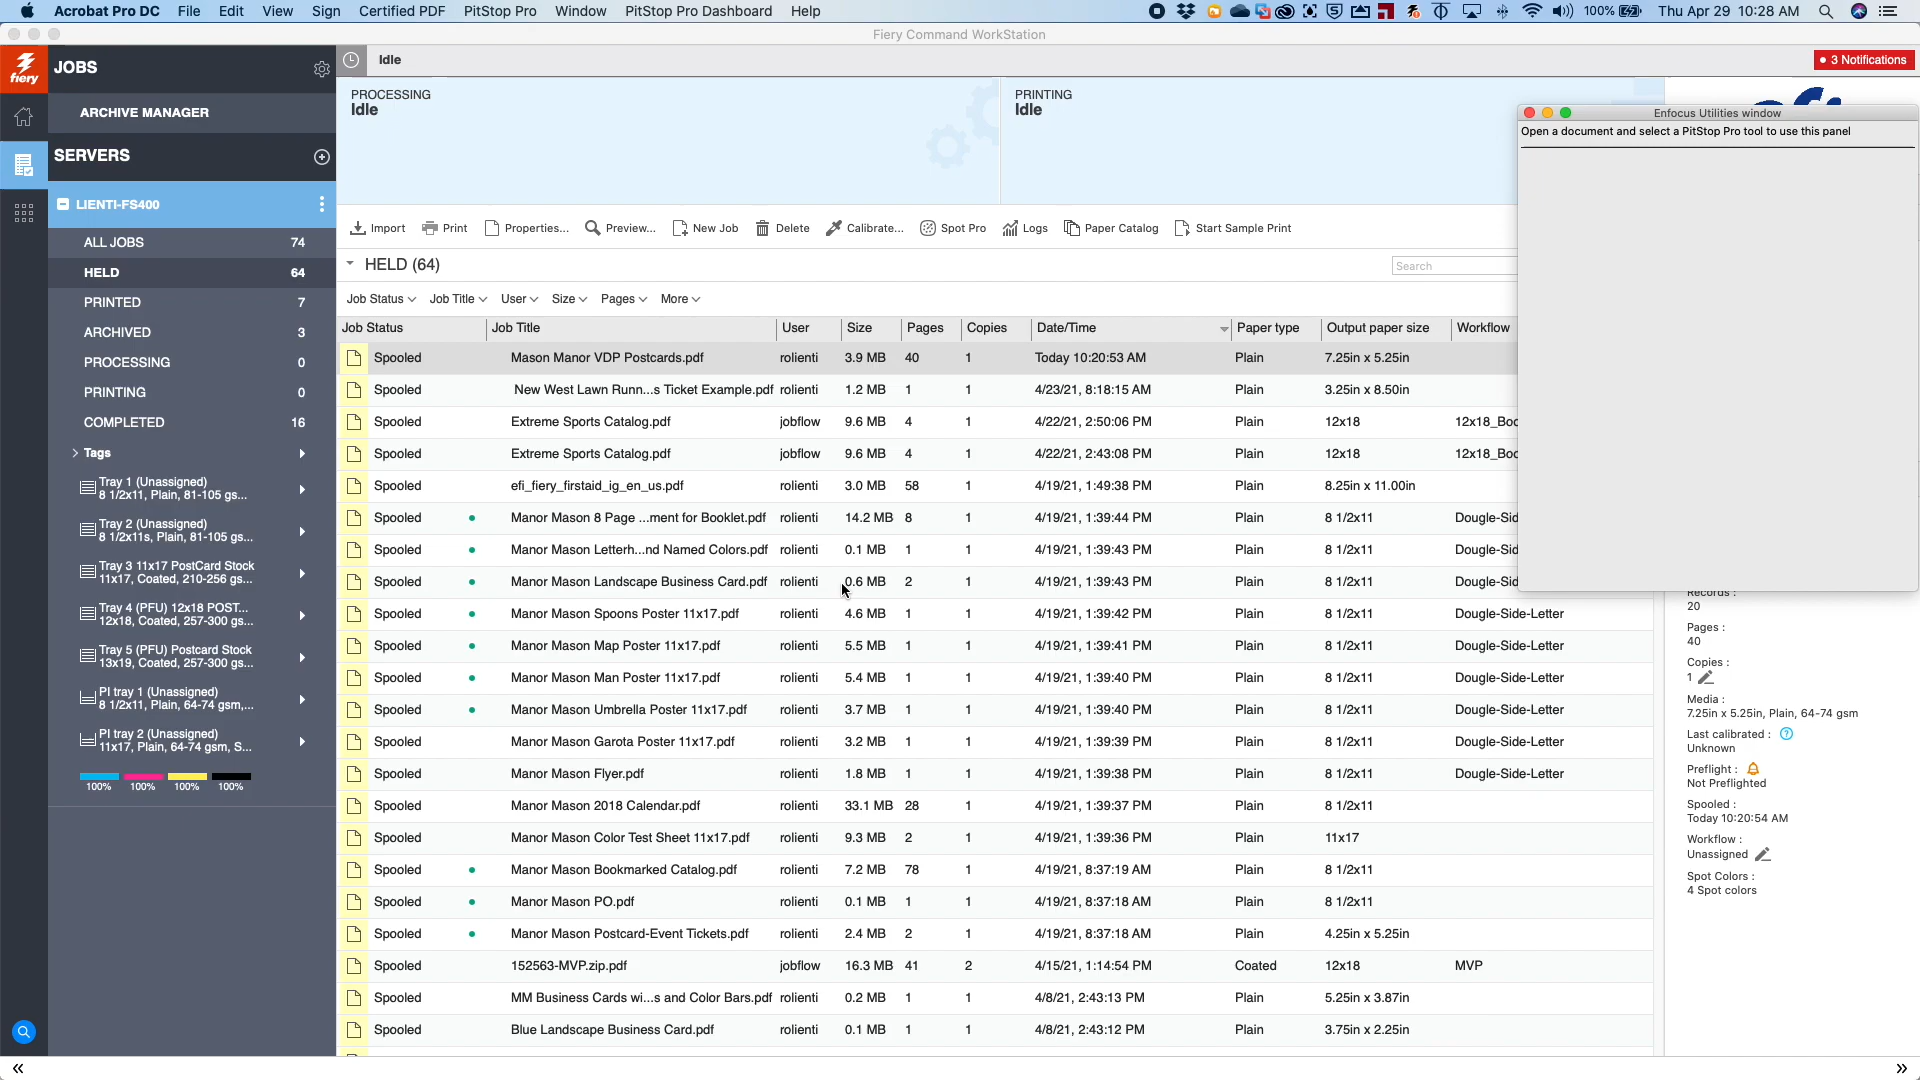 Acrobat Pro DC File Edit View Sign Certified PDF PitStop Pro Window PitStop Pro Dashboard Help 100% Thu Apr 29 10:28 AM
Fiery Command WorkStation
fiery JOBS Idle 3 Notifications
ARCHIVE MANAGER
SERVERS
LIENTI-FS400
ALL JOBS 74
HELD 64
PRINTED 7
ARCHIVED 3
PROCESSING 0
PRINTING 0
COMPLETED 16
Tags
Tray 1 (Unassigned)
8 1/2x11, Plain, 81-105 gs...
Tray 2 (Unassigned)
8 1/2x11s, Plain, 81-105 gs...
Tray 3 11x17 PostCard Stock
11x17, Coated, 210-256 gs...
Tray 4 (PFU) 12x18 POST...
12x18, Coated, 257-300 gs...
Tray 5 (PFU) Postcard Stock
13x19, Coated, 257-300 gs...
PI tray 1 (Unassigned)
8 1/2x11, Plain, 64-74 gsm,...
PI tray 2 (Unassigned)
11x17, Plain, 64-74 gsm, S...
100% 100% 100% 100%
PROCESSING
Idle
PRINTING
Idle
Import Print Properties... Preview... New Job Delete Calibrate... Spot Pro Logs Paper Catalog Start Sample Print
HELD (64) Search
Job Status Job Title User Size Pages More
Job Status Job Title User Size Pages Copies Date/Time Paper type Output paper size Workflow
Spooled Mason Manor VDP Postcards.pdf rolienti 3.9 MB 40 1 Today 10:20:53 AM Plain 7.25in x 5.25in
Spooled New West Lawn Runn...s Ticket Example.pdf rolienti 1.2 MB 1 1 4/23/21, 8:18:15 AM Plain 3.25in x 8.50in
Spooled Extreme Sports Catalog.pdf jobflow 9.6 MB 4 1 4/22/21, 2:50:06 PM Plain 12x18 12x18_Boo
Spooled Extreme Sports Catalog.pdf jobflow 9.6 MB 4 1 4/22/21, 2:43:08 PM Plain 12x18 12x18_Boo
Spooled efi_fiery_firstaid_ig_en_us.pdf rolienti 3.0 MB 58 1 4/19/21, 1:49:38 PM Plain 8.25in x 11.00in
Spooled Manor Mason 8 Page ...ment for Booklet.pdf rolienti 14.2 MB 8 1 4/19/21, 1:39:44 PM Plain 8 1/2x11 Dougle-Sid
Spooled Manor Mason Letterh...nd Named Colors.pdf rolienti 0.1 MB 1 1 4/19/21, 1:39:43 PM Plain 8 1/2x11 Dougle-Sid
Spooled Manor Mason Landscape Business Card.pdf rolienti 0.6 MB 2 1 4/19/21, 1:39:43 PM Plain 8 1/2x11 Dougle-Sid
Spooled Manor Mason Spoons Poster 11x17.pdf rolienti 4.6 MB 1 1 4/19/21, 1:39:42 PM Plain 8 1/2x11 Dougle-Side-Letter
Spooled Manor Mason Map Poster 11x17.pdf rolienti 5.5 MB 1 1 4/19/21, 1:39:41 PM Plain 8 1/2x11 Dougle-Side-Letter
Spooled Manor Mason Man Poster 11x17.pdf rolienti 5.4 MB 1 1 4/19/21, 1:39:40 PM Plain 8 1/2x11 Dougle-Side-Letter
Spooled Manor Mason Umbrella Poster 11x17.pdf rolienti 3.7 MB 1 1 4/19/21, 1:39:40 PM Plain 8 1/2x11 Dougle-Side-Letter
Spooled Manor Mason Garota Poster 11x17.pdf rolienti 3.2 MB 1 1 4/19/21, 1:39:39 PM Plain 8 1/2x11 Dougle-Side-Letter
Spooled Manor Mason Flyer.pdf rolienti 1.8 MB 1 1 4/19/21, 1:39:38 PM Plain 8 1/2x11 Dougle-Side-Letter
Spooled Manor Mason 2018 Calendar.pdf rolienti 33.1 MB 28 1 4/19/21, 1:39:37 PM Plain 8 1/2x11
Spooled Manor Mason Color Test Sheet 11x17.pdf rolienti 9.3 MB 2 1 4/19/21, 1:39:36 PM Plain 11x17
Spooled Manor Mason Bookmarked Catalog.pdf rolienti 7.2 MB 78 1 4/19/21, 8:37:19 AM Plain 8 1/2x11
Spooled Manor Mason PO.pdf rolienti 0.1 MB 1 1 4/19/21, 8:37:18 AM Plain 8 1/2x11
Spooled Manor Mason Postcard-Event Tickets.pdf rolienti 2.4 MB 2 1 4/19/21, 8:37:18 AM Plain 4.25in x 5.25in
Spooled 152563-MVP.zip.pdf jobflow 16.3 MB 41 2 4/15/21, 1:14:54 PM Coated 12x18 MVP
Spooled MM Business Cards wi...s and Color Bars.pdf rolienti 0.2 MB 1 1 4/8/21, 2:43:13 PM Plain 5.25in x 3.87in
Spooled Blue Landscape Business Card.pdf rolienti 0.1 MB 1 1 4/8/21, 2:43:12 PM Plain 3.75in x 2.25in
Enfocus Utilities window
Open a document and select a PitStop Pro tool to use this panel
Records :
20
Pages :
40
Copies :
1
Media :
7.25in x 5.25in, Plain, 64-74 gsm
Last calibrated :
Unknown
Preflight :
Not Preflighted
Spooled :
Today 10:20:54 AM
Workflow :
Unassigned
Spot Colors :
4 Spot colors